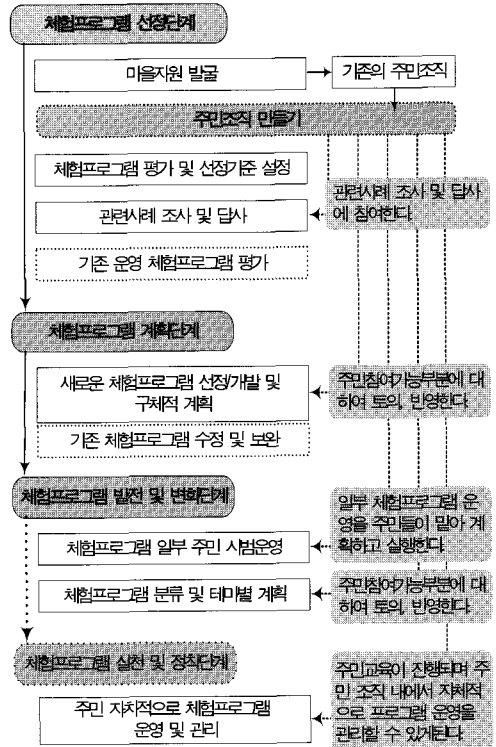 체험프로그램 선정단계
마을자원 발굴
기존의 주민조직
주민조직 만들기
체험프로그램 평가 및 선정기준 설정
관련사례 조사 및 답사
관련사례 조사 및 답사
에 참여한다.
기존 운영 체험프로그램 평가
체험프로그램 계획단계
새로운 체험프로그램 선정/개발 및
구체적 계획
주민참여가능부분에 대
하여 토의, 반영한다.
기존 체험프로그램 수정 및 보완
체험프로그램 발전 및 변화단계
체험프로그램 일부 주민 시범운영
일부 체험프로그램 운
영을 주민들이 맡아 계
획하고 실행한다.
체험프로그램 분류 및 테마별 계획
주민참여가능부분에 대
하여 토의, 반영한다.
체험프로그램 실천 및 정착단계
주민 자치적으로 체험프로그램
운영 및 관리
주민교육이 진행되며 주
민 조직 내에서 자체적
으로 프로그램 운영을
관리할 수 있게된다.